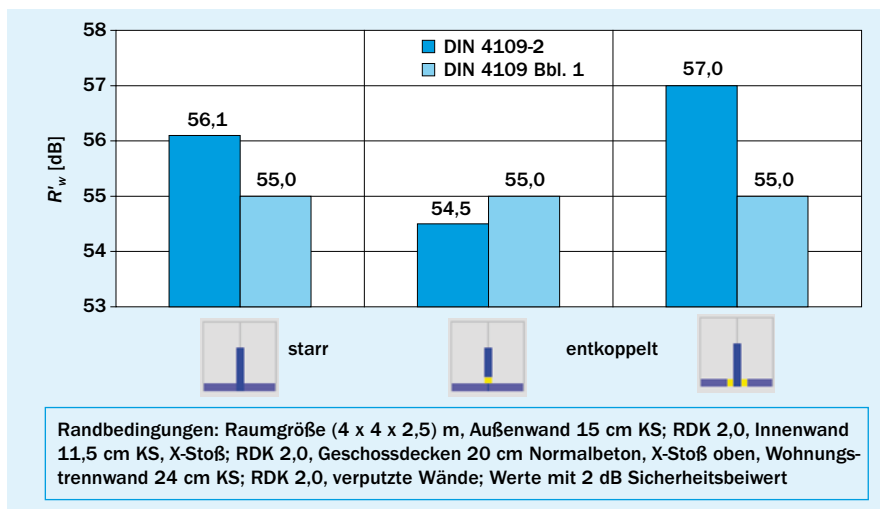 58
57
56
55
54
53
R'w [dB]
DIN 4109-2
DIN 4109 Bbl. 1
56,1
55,0
54,5
55,0
57,0
55,0
starr
entkoppelt
Randbedingungen: Raumgröße (4 x 4 x 2,5) m, Außenwand 15 cm KS; RDK 2,0, Innenwand
11,5 cm KS, X-Stoß; RDK 2,0, Geschossdecken 20 cm Normalbeton, X-Stoß oben, Wohnungs-
trennwand 24 cm KS; RDK 2,0, verputzte Wände; Werte mit 2 dB Sicherheitsbeiwert